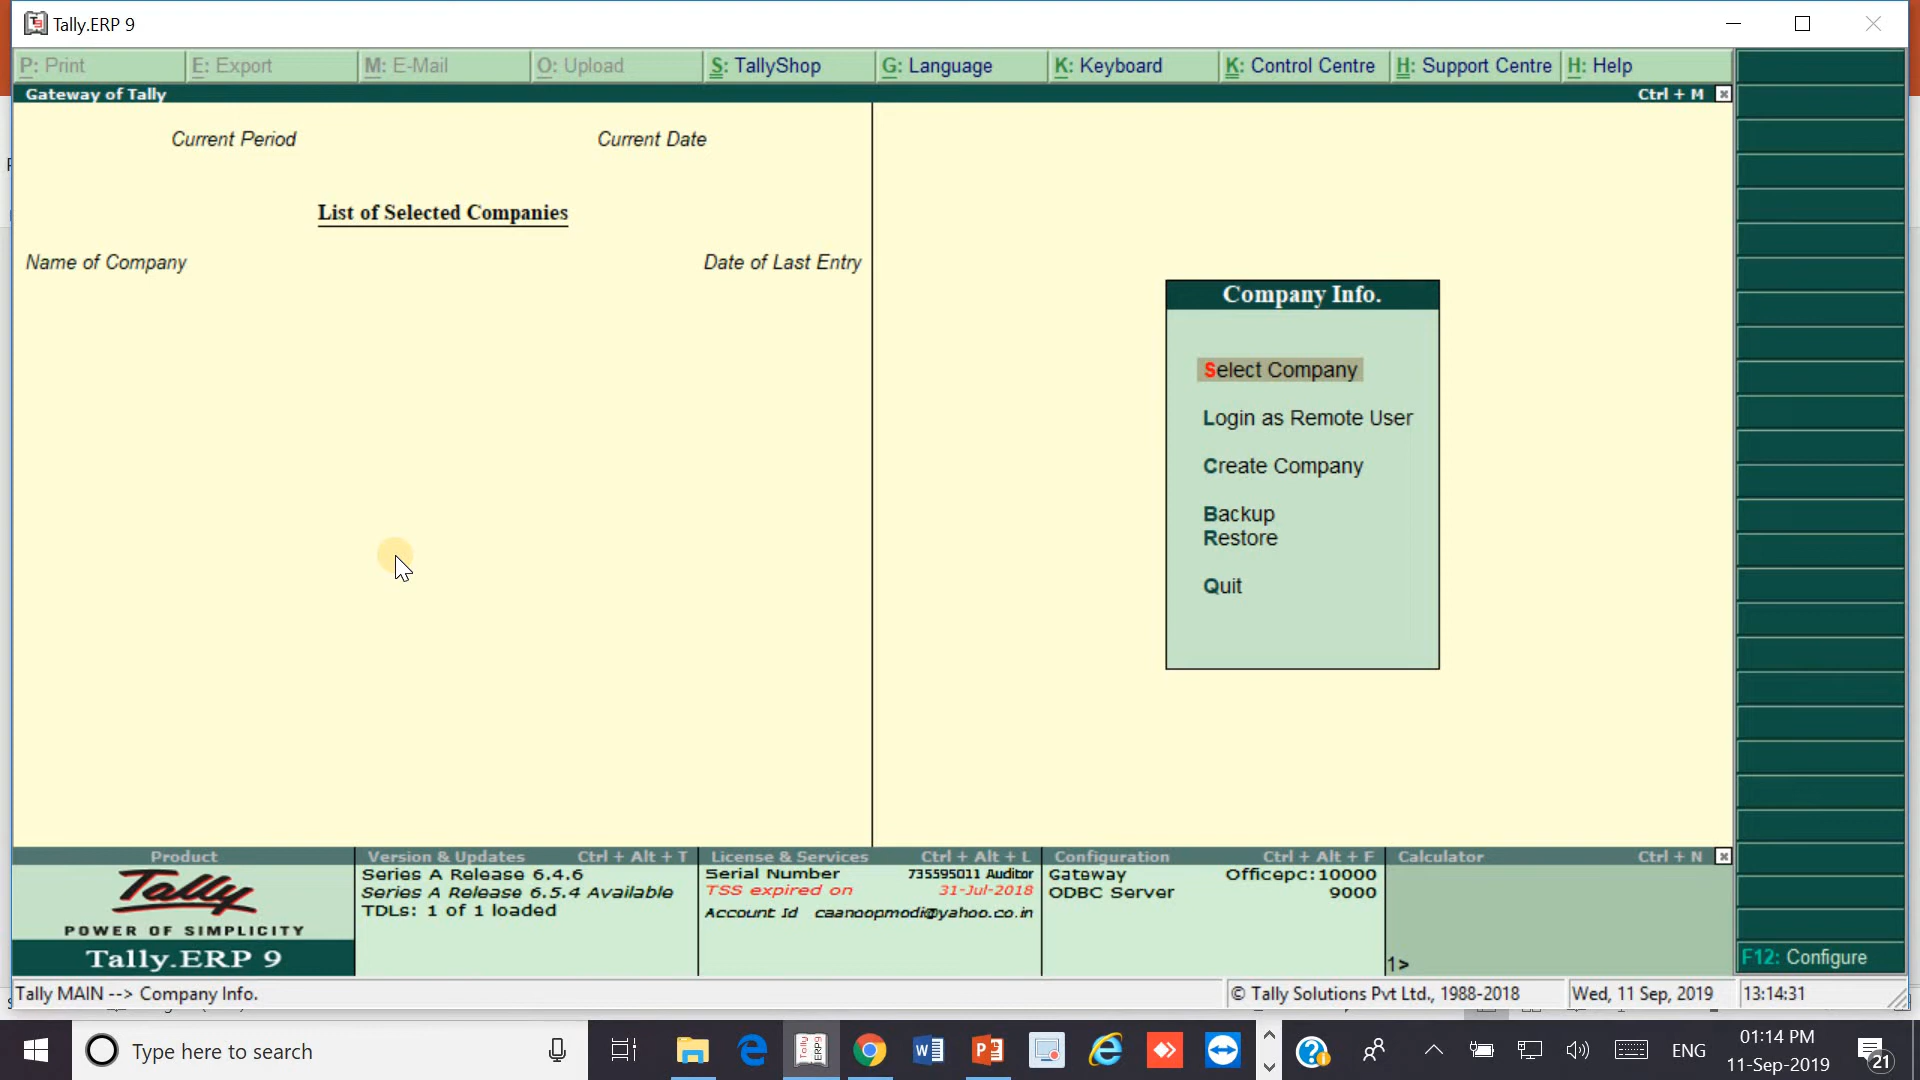 Tally.ERP 9
P: Print E: Export M: E-Mail O: Upload S: TallyShop G: Language K: Keyboard K: Control Centre H: Support Centre H: Help
Gateway of Tally Ctrl + M
Current Period Current Date
List of Selected Companies
Name of Company Date of Last Entry
Company Info.
Select Company
Login as Remote User
Create Company
Backup
Restore
Quit
Product
Tally
POWER OF SIMPLICITY
Tally.ERP 9
Version & Updates Ctrl + Alt + T
Series A Release 6.4.6
Series A Release 6.5.4 Available
TDLs: 1 of 1 loaded
License & Services Ctrl + Alt + L
Serial Number 735595011 Auditor
TSS expired on 31-Jul-2018
Account Id caanoopmodi@yahoo.co.in
Configuration Ctrl + Alt + F
Gateway Officepc:10000
ODBC Server 9000
Calculator Ctrl + N
1>
F12: Configure
Tally MAIN --> Company Info. © Tally Solutions Pvt Ltd., 1988-2018 Wed, 11 Sep, 2019 13:14:31
Type here to search
ENG
01:14 PM
11-Sep-2019
21